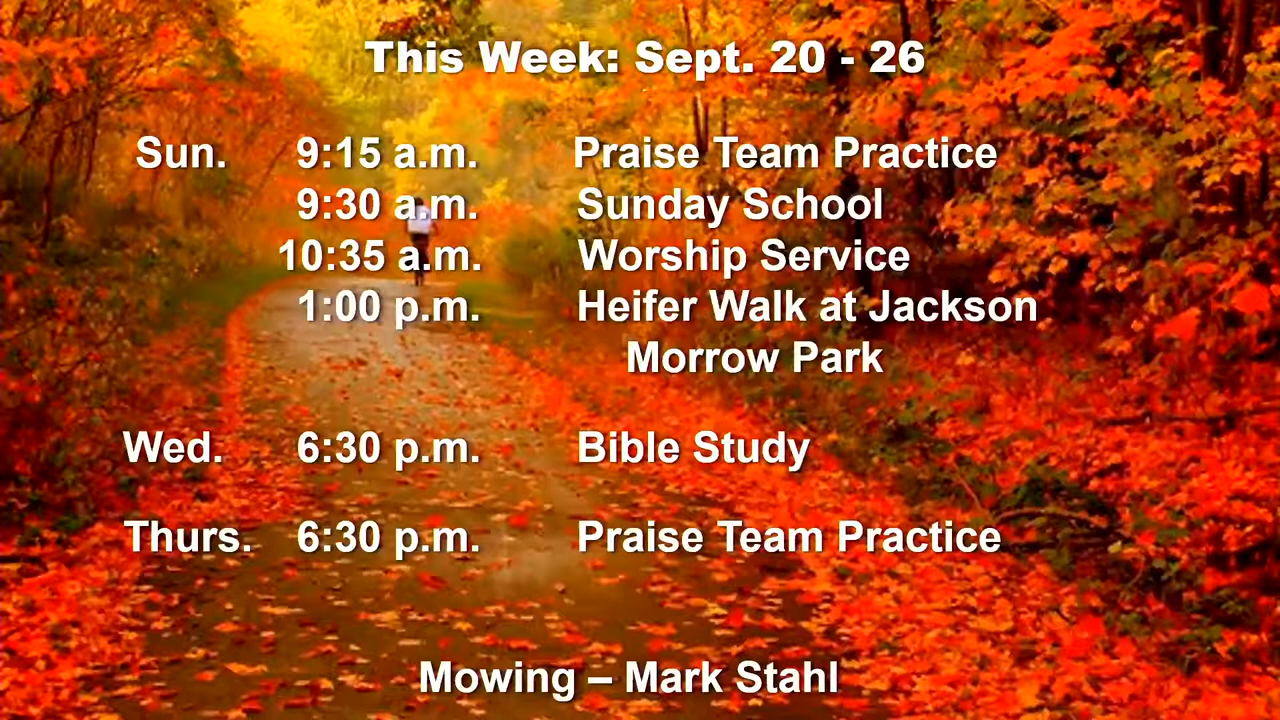 This Week: Sept. 20 - 26
Sun. 9:15 a.m. Praise Team Practice
9:30 a.m. Sunday School
10:35 a.m. Worship Service
1:00 p.m. Heifer Walk at Jackson
Morrow Park
Wed. 6:30 p.m. Bible Study
Thurs. 6:30 p.m. Praise Team Practice
Mowing – Mark Stahl